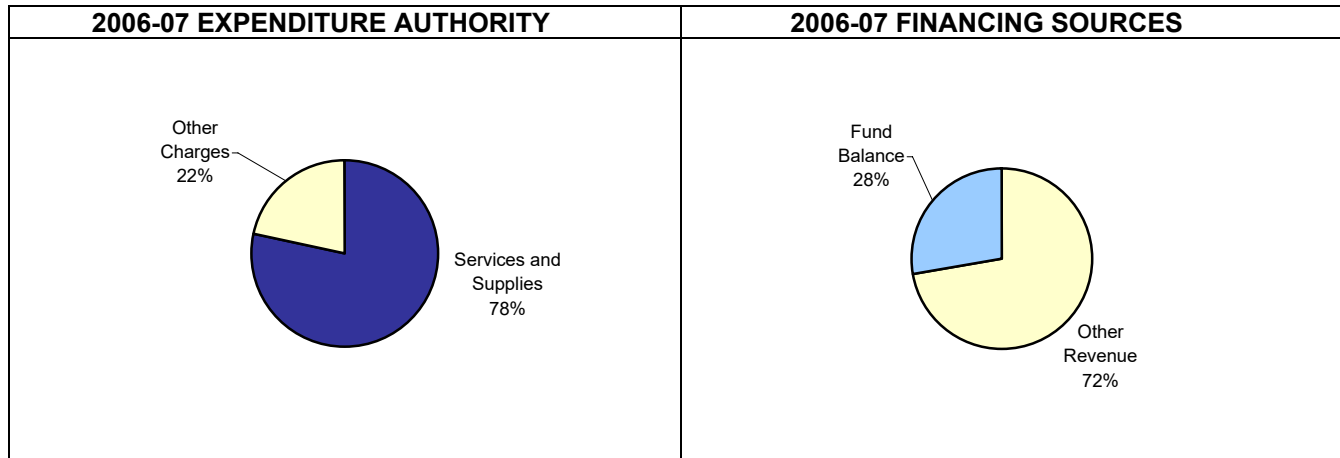 2006-07 EXPENDITURE AUTHORITY
2006-07 FINANCING SOURCES
Other
Charges
22%
Services and
Supplies
78%
Fund
Balance
28%
Other
Revenue
72%